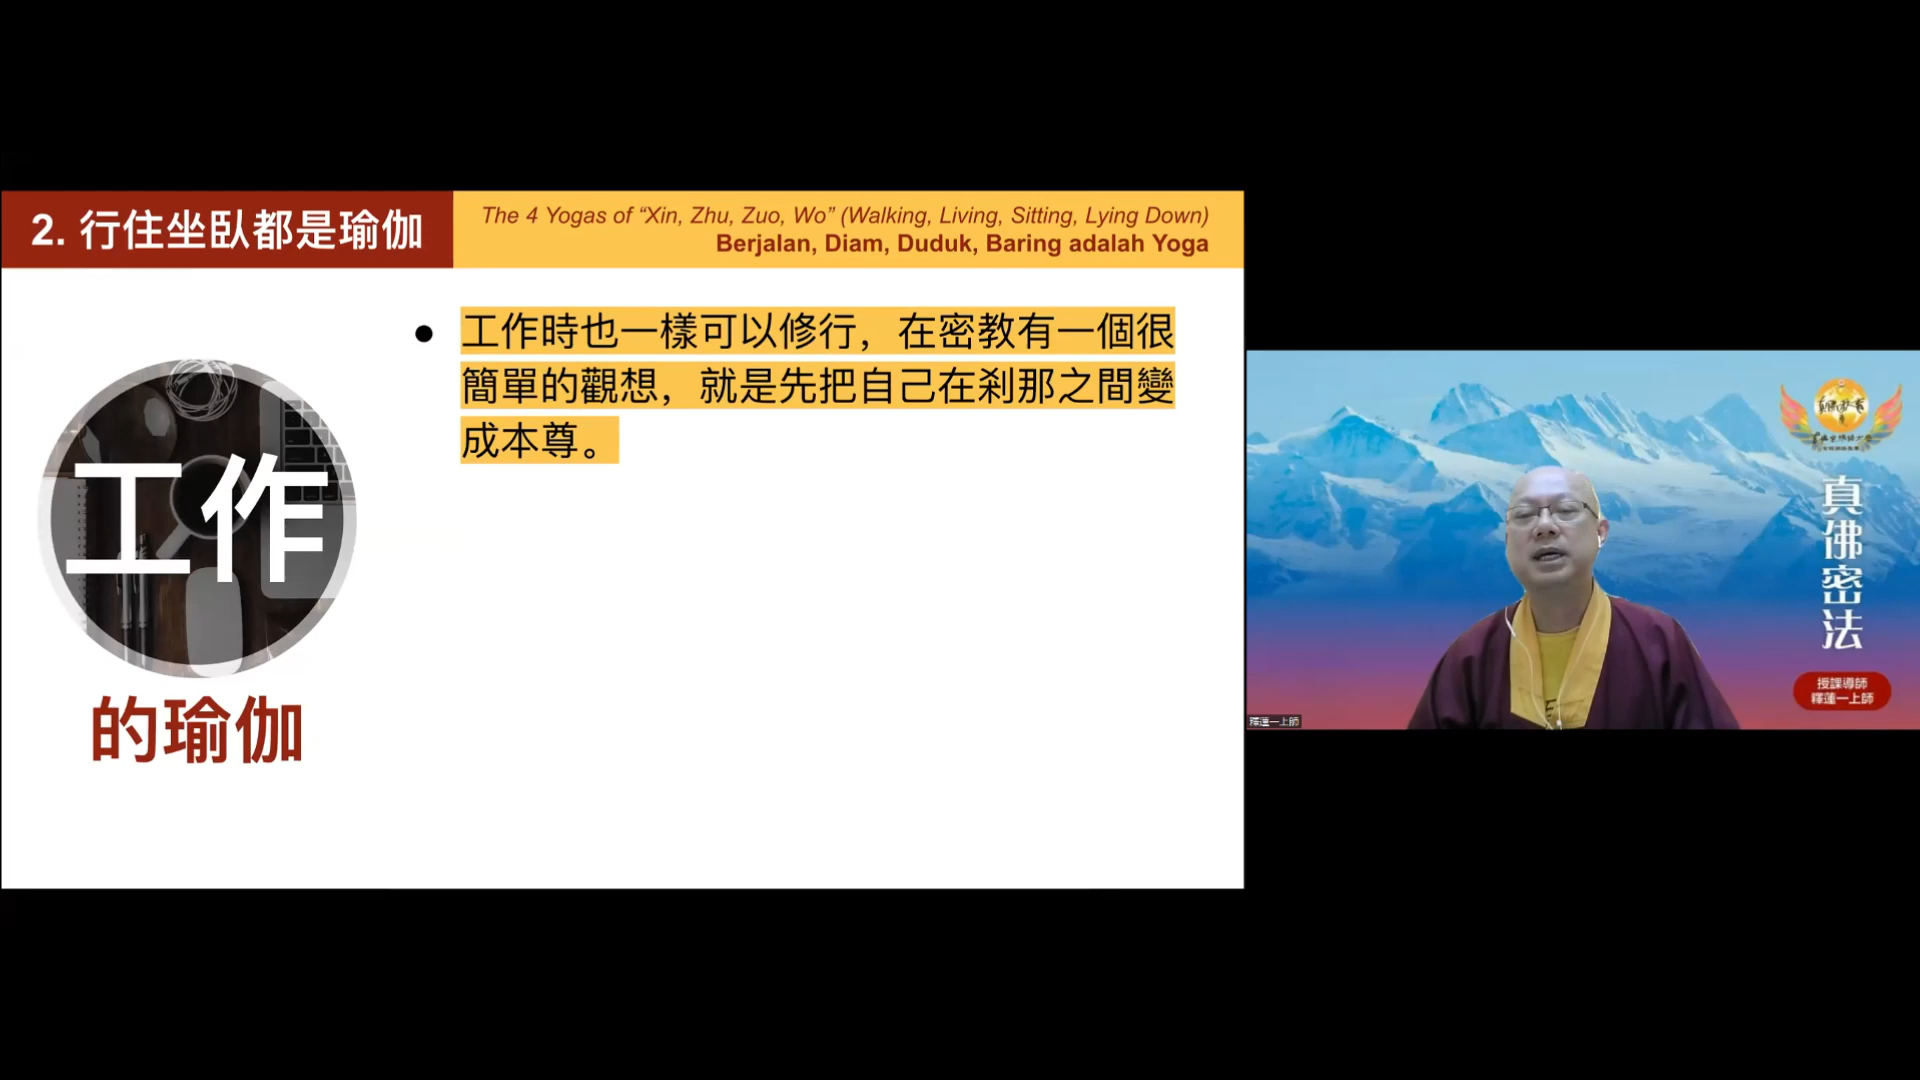 2. 行住坐臥都是瑜伽
The 4 Yogas of “Xin, Zhu, Zuo, Wo” (Walking, Living, Sitting, Lying Down)
Berjalan, Diam, Duduk, Baring adalah Yoga
工作
的瑜伽
● 工作時也一樣可以修行，在密教有一個很
簡單的觀想，就是先把自己在剎那之間變
成本尊。
真佛密法
授課導師
釋蓮一上師
釋蓮一上師